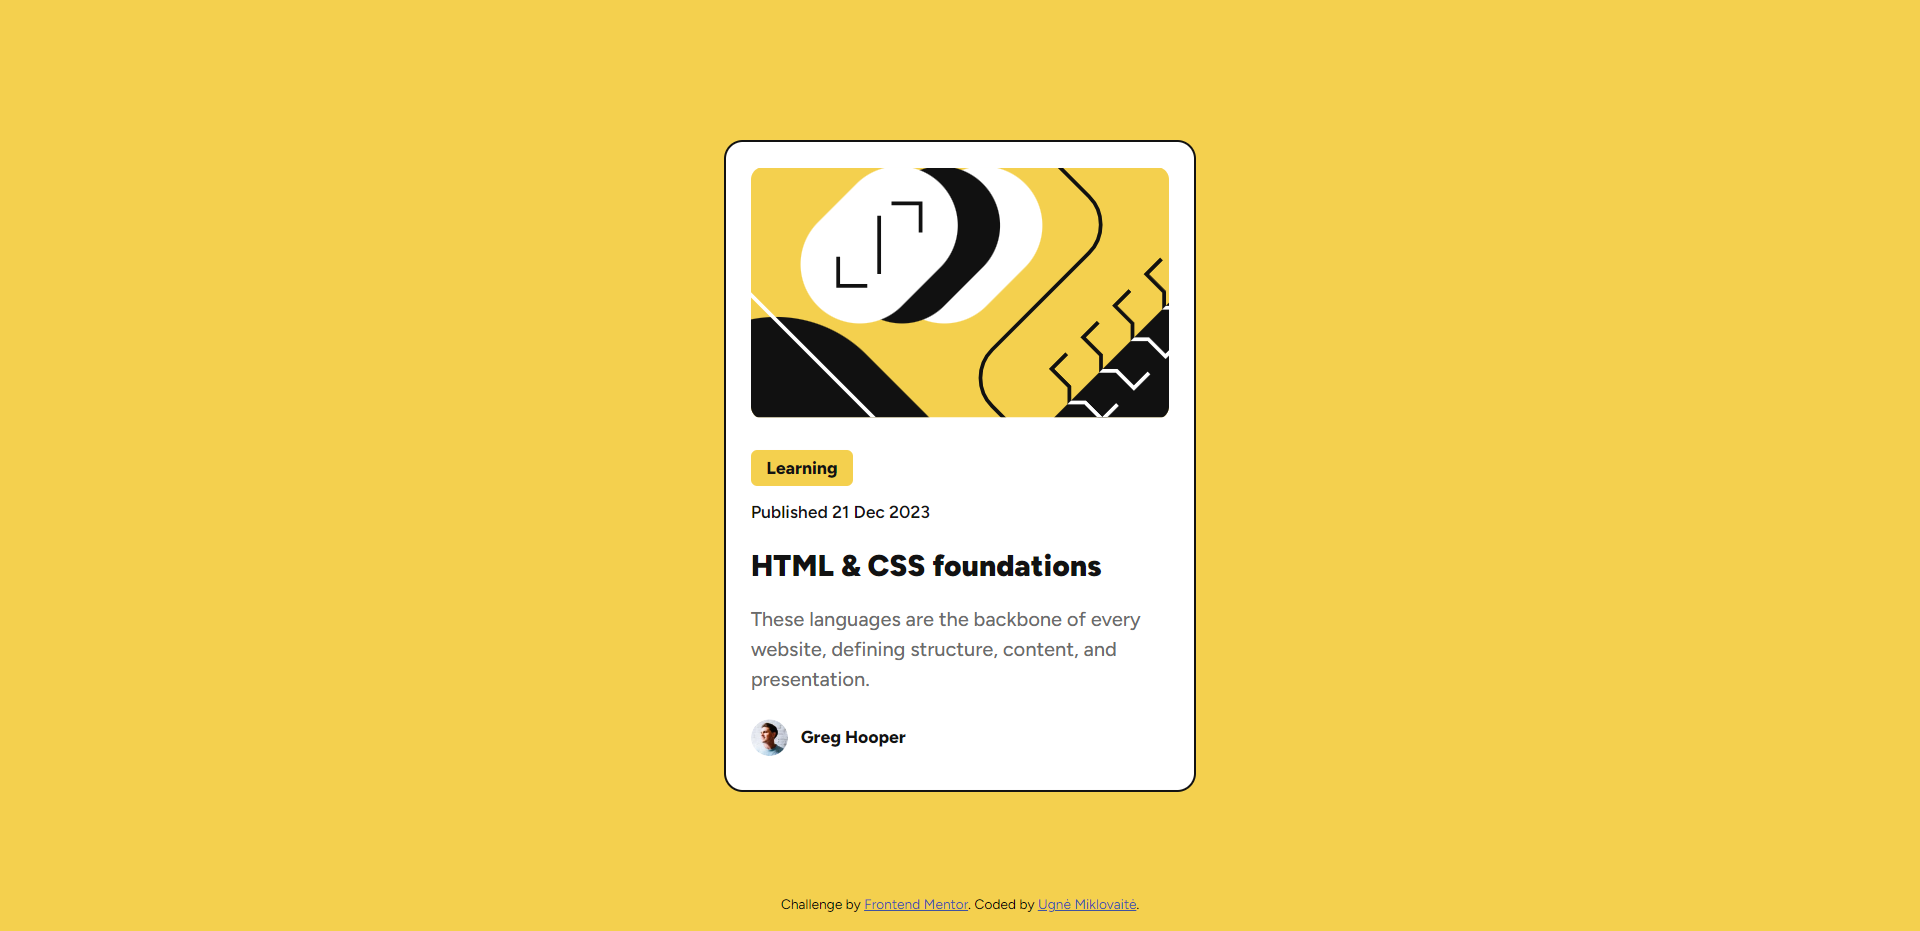 Learning
Published 21 Dec 2023
HTML & CSS foundations
These languages are the backbone of every
website, defining structure, content, and
presentation.
Greg Hooper
Challenge by Frontend Mentor. Coded by Ugnė Miklovaitė.